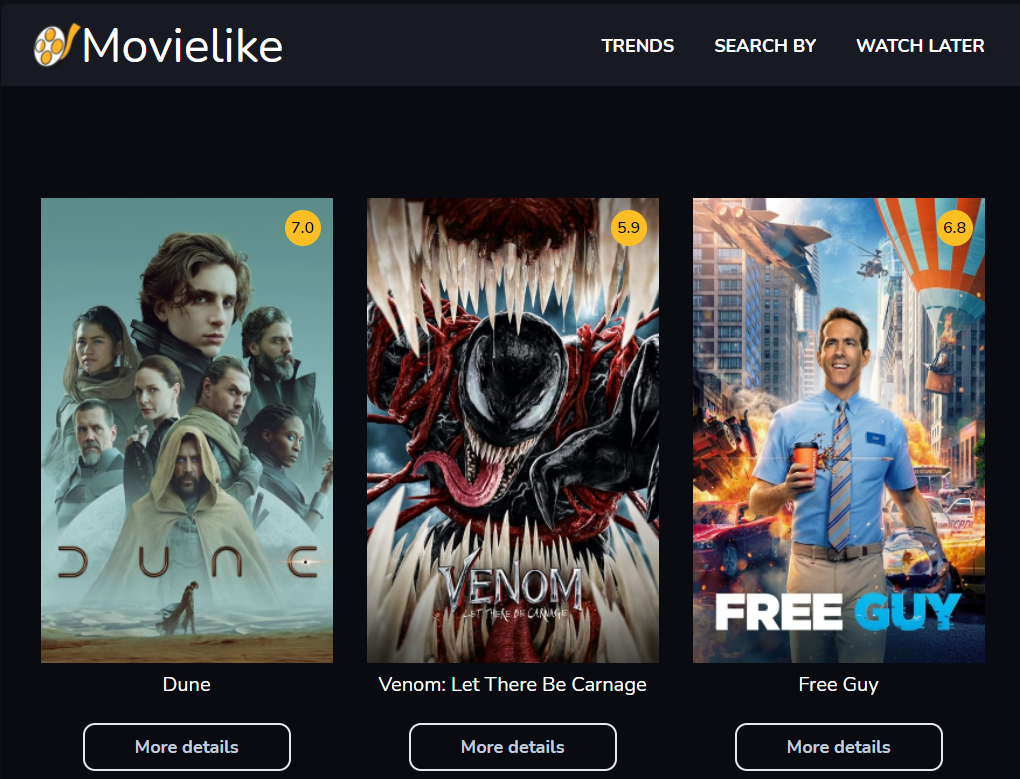 Movielike
TRENDS SEARCH BY WATCH LATER
7.0
5.9
6.8
DUNE
VENOM
LET THERE BE CARNAGE
FREE GUY
Dune
Venom: Let There Be Carnage
Free Guy
More details
More details
More details